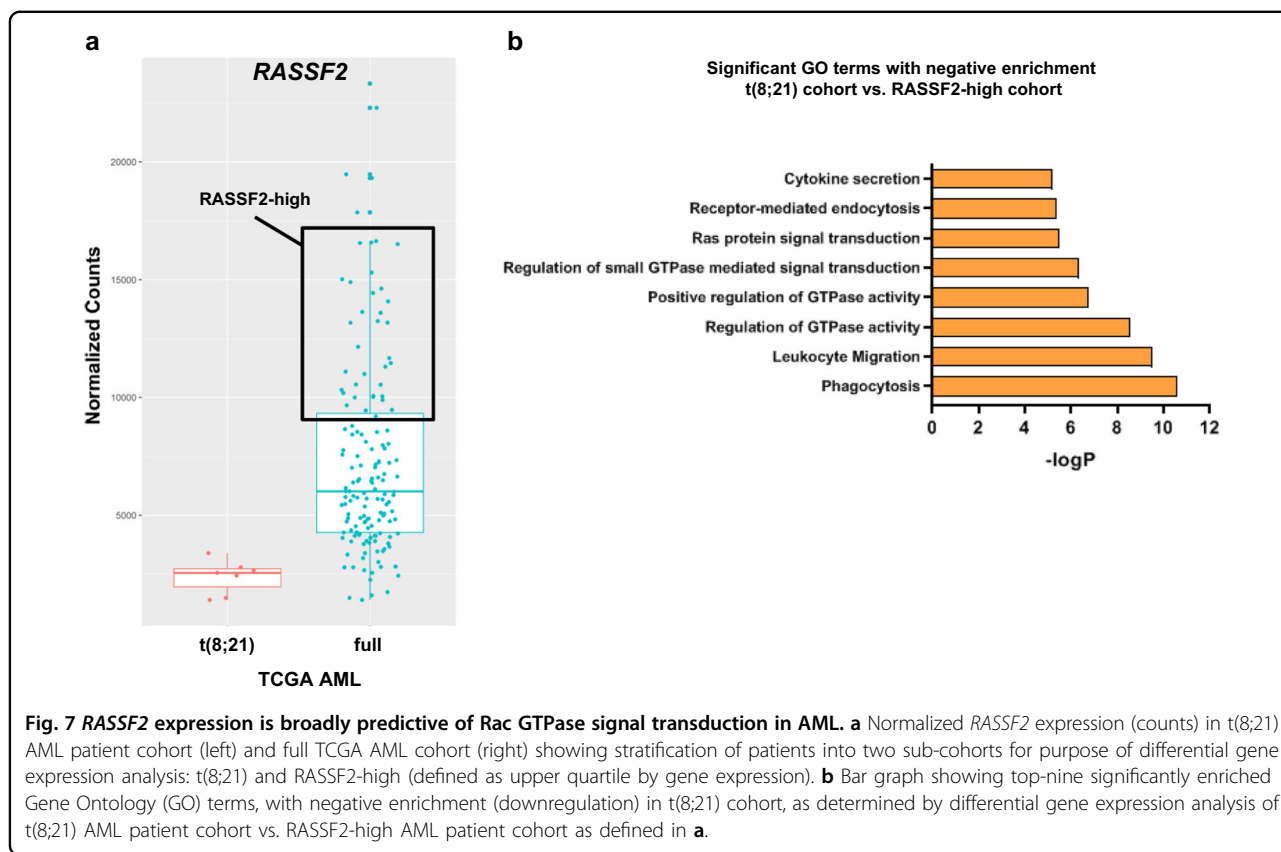 a
RASSF2
RASSF2-high
Normalized Counts
20000
15000
10000
5000
t(8;21) full
TCGA AML
b
Significant GO terms with negative enrichment
t(8;21) cohort vs. RASSF2-high cohort
Cytokine secretion
Receptor-mediated endocytosis
Ras protein signal transduction
Regulation of small GTPase mediated signal transduction
Positive regulation of GTPase activity
Regulation of GTPase activity
Leukocyte Migration
Phagocytosis
0 2 4 6 8 10 12
-logP
Fig. 7 RASSF2 expression is broadly predictive of Rac GTPase signal transduction in AML. a Normalized RASSF2 expression (counts) in t(8;21)
AML patient cohort (left) and full TCGA AML cohort (right) showing stratification of patients into two sub-cohorts for purpose of differential gene
expression analysis: t(8;21) and RASSF2-high (defined as upper quartile by gene expression). b Bar graph showing top-nine significantly enriched
Gene Ontology (GO) terms, with negative enrichment (downregulation) in t(8;21) cohort, as determined by differential gene expression analysis of
t(8;21) AML patient cohort vs. RASSF2-high AML patient cohort as defined in a.